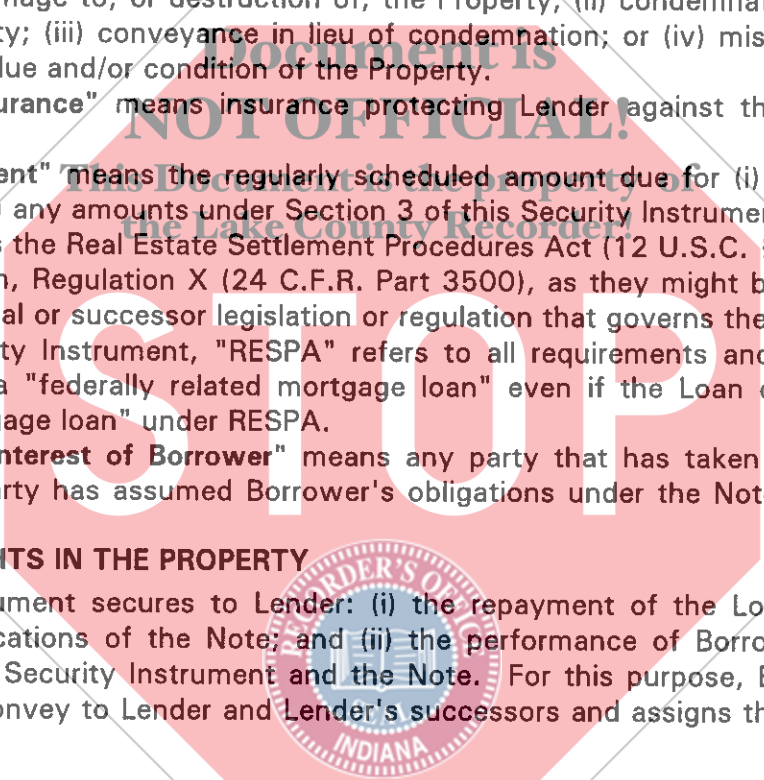 mage to, or destruction of, the Property; (ii) condemnat
ty; (iii) conveyance in lieu of condemnation; or (iv) mis
Document is
lue and/or condition of the Property.
urance" means insurance protecting Lender against th
NOT OFFICIAL!
ent" means the regularly scheduled amount due for (i)
This Document is the property of
any amounts under Section 3 of this Security Instrume
the Lake County Recorder!
s the Real Estate Settlement Procedures Act (12 U.S.C.
n, Regulation X (24 C.F.R. Part 3500), as they might b
al or successor legislation or regulation that governs the
ty Instrument, "RESPA" refers to all requirements and
a "federally related mortgage loan" even if the Loan
gage loan" under RESPA.
STOP
nterest of Borrower" means any party that has taken
arty has assumed Borrower's obligations under the Not
HTS IN THE PROPERTY
RECORDER'S OFFICE
ument secures to Lender: (i) the repayment of the Lo
cations of the Note; and (ii) the performance of Borro
Security Instrument and the Note. For this purpose, B
onvey to Lender and Lender's successors and assigns th
INDIANA